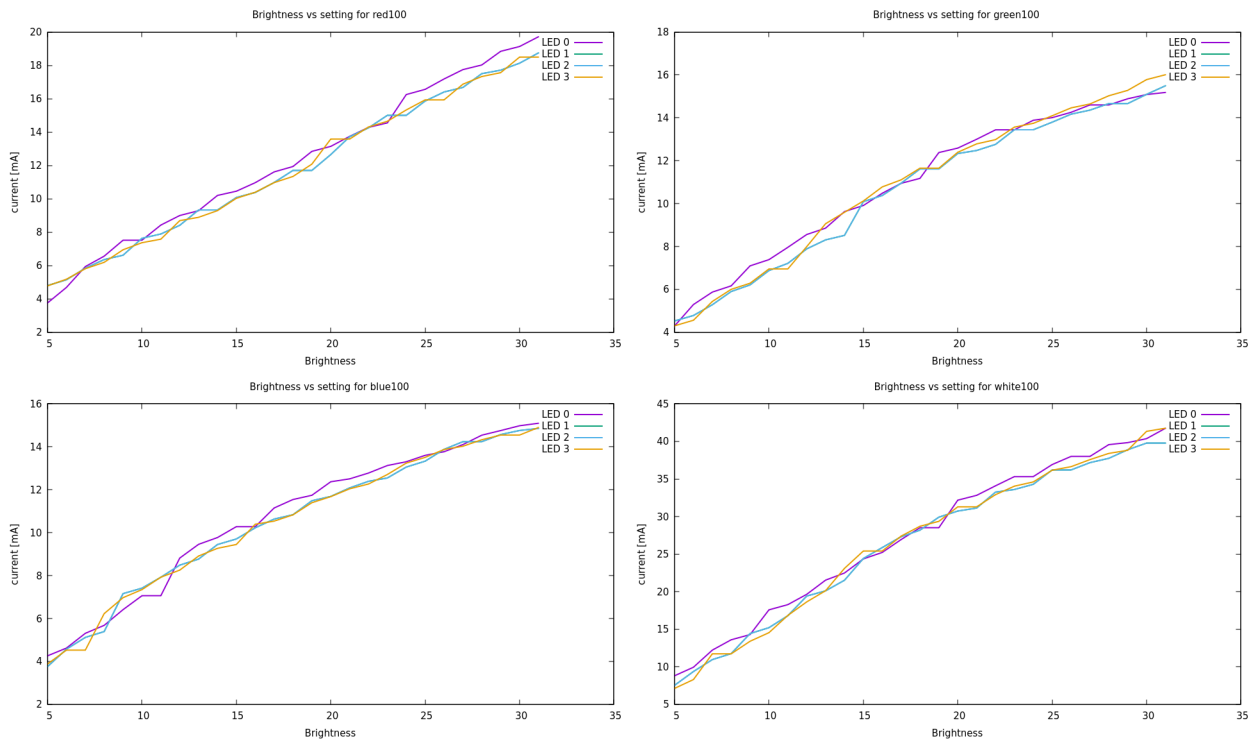 Brightness vs setting for red100
20
18
16
14
12
10
8
6
4
2
current [mA]
LED 0
LED 1
LED 2
LED 3
5 10 15 20 25 30 35
Brightness
Brightness vs setting for green100
18
16
14
12
10
8
6
4
current [mA]
LED 0
LED 1
LED 2
LED 3
5 10 15 20 25 30 35
Brightness
Brightness vs setting for blue100
16
14
12
10
8
6
4
2
current [mA]
LED 0
LED 1
LED 2
LED 3
5 10 15 20 25 30 35
Brightness
Brightness vs setting for white100
45
40
35
30
25
20
15
10
5
current [mA]
LED 0
LED 1
LED 2
LED 3
5 10 15 20 25 30 35
Brightness